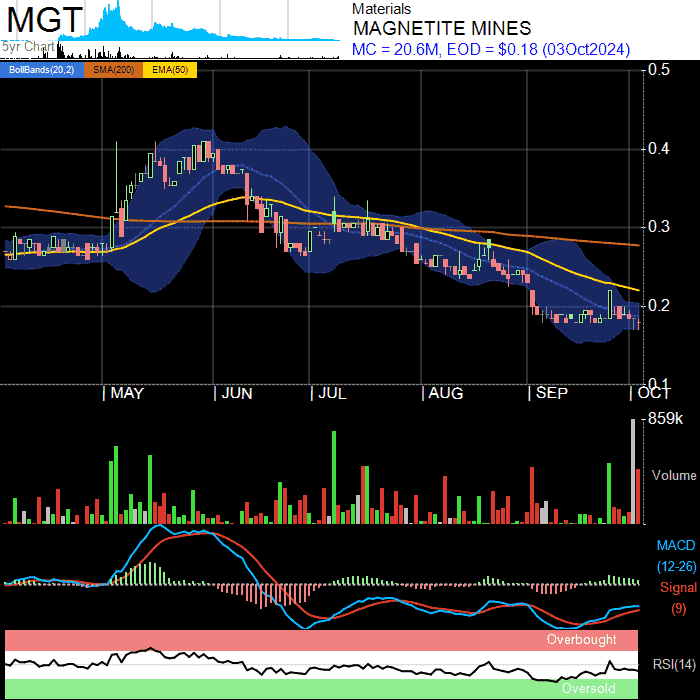 MGT
5yr Chart
Materials
MAGNETITE MINES
MC = 20.6M, EOD = $0.18 (03Oct2024)
BollBands(20,2) SMA(200) EMA(50)
0.5
0.4
0.3
0.2
0.1
| MAY | JUN | JUL | AUG | SEP | OCT
859k
Volume
MACD
(12-26)
Signal
(9)
Overbought
RSI(14)
Oversold